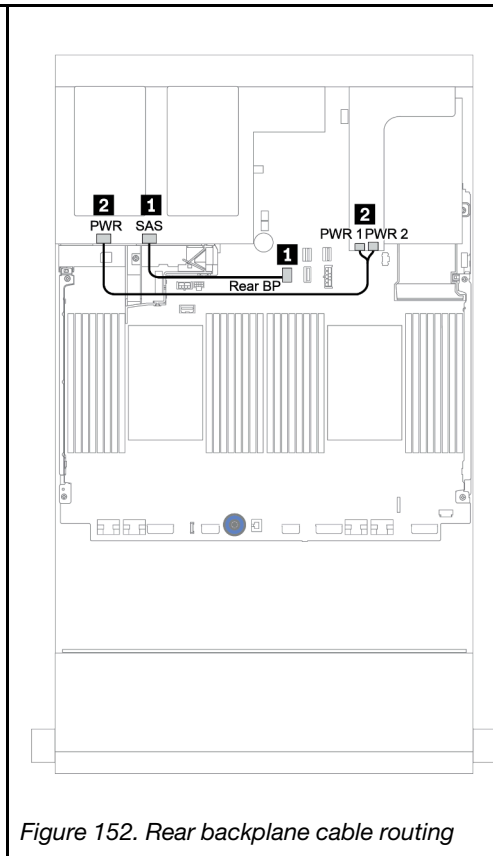 2 1
PWR SAS
2
PWR 1 PWR 2
1
Rear BP
Figure 152. Rear backplane cable routing